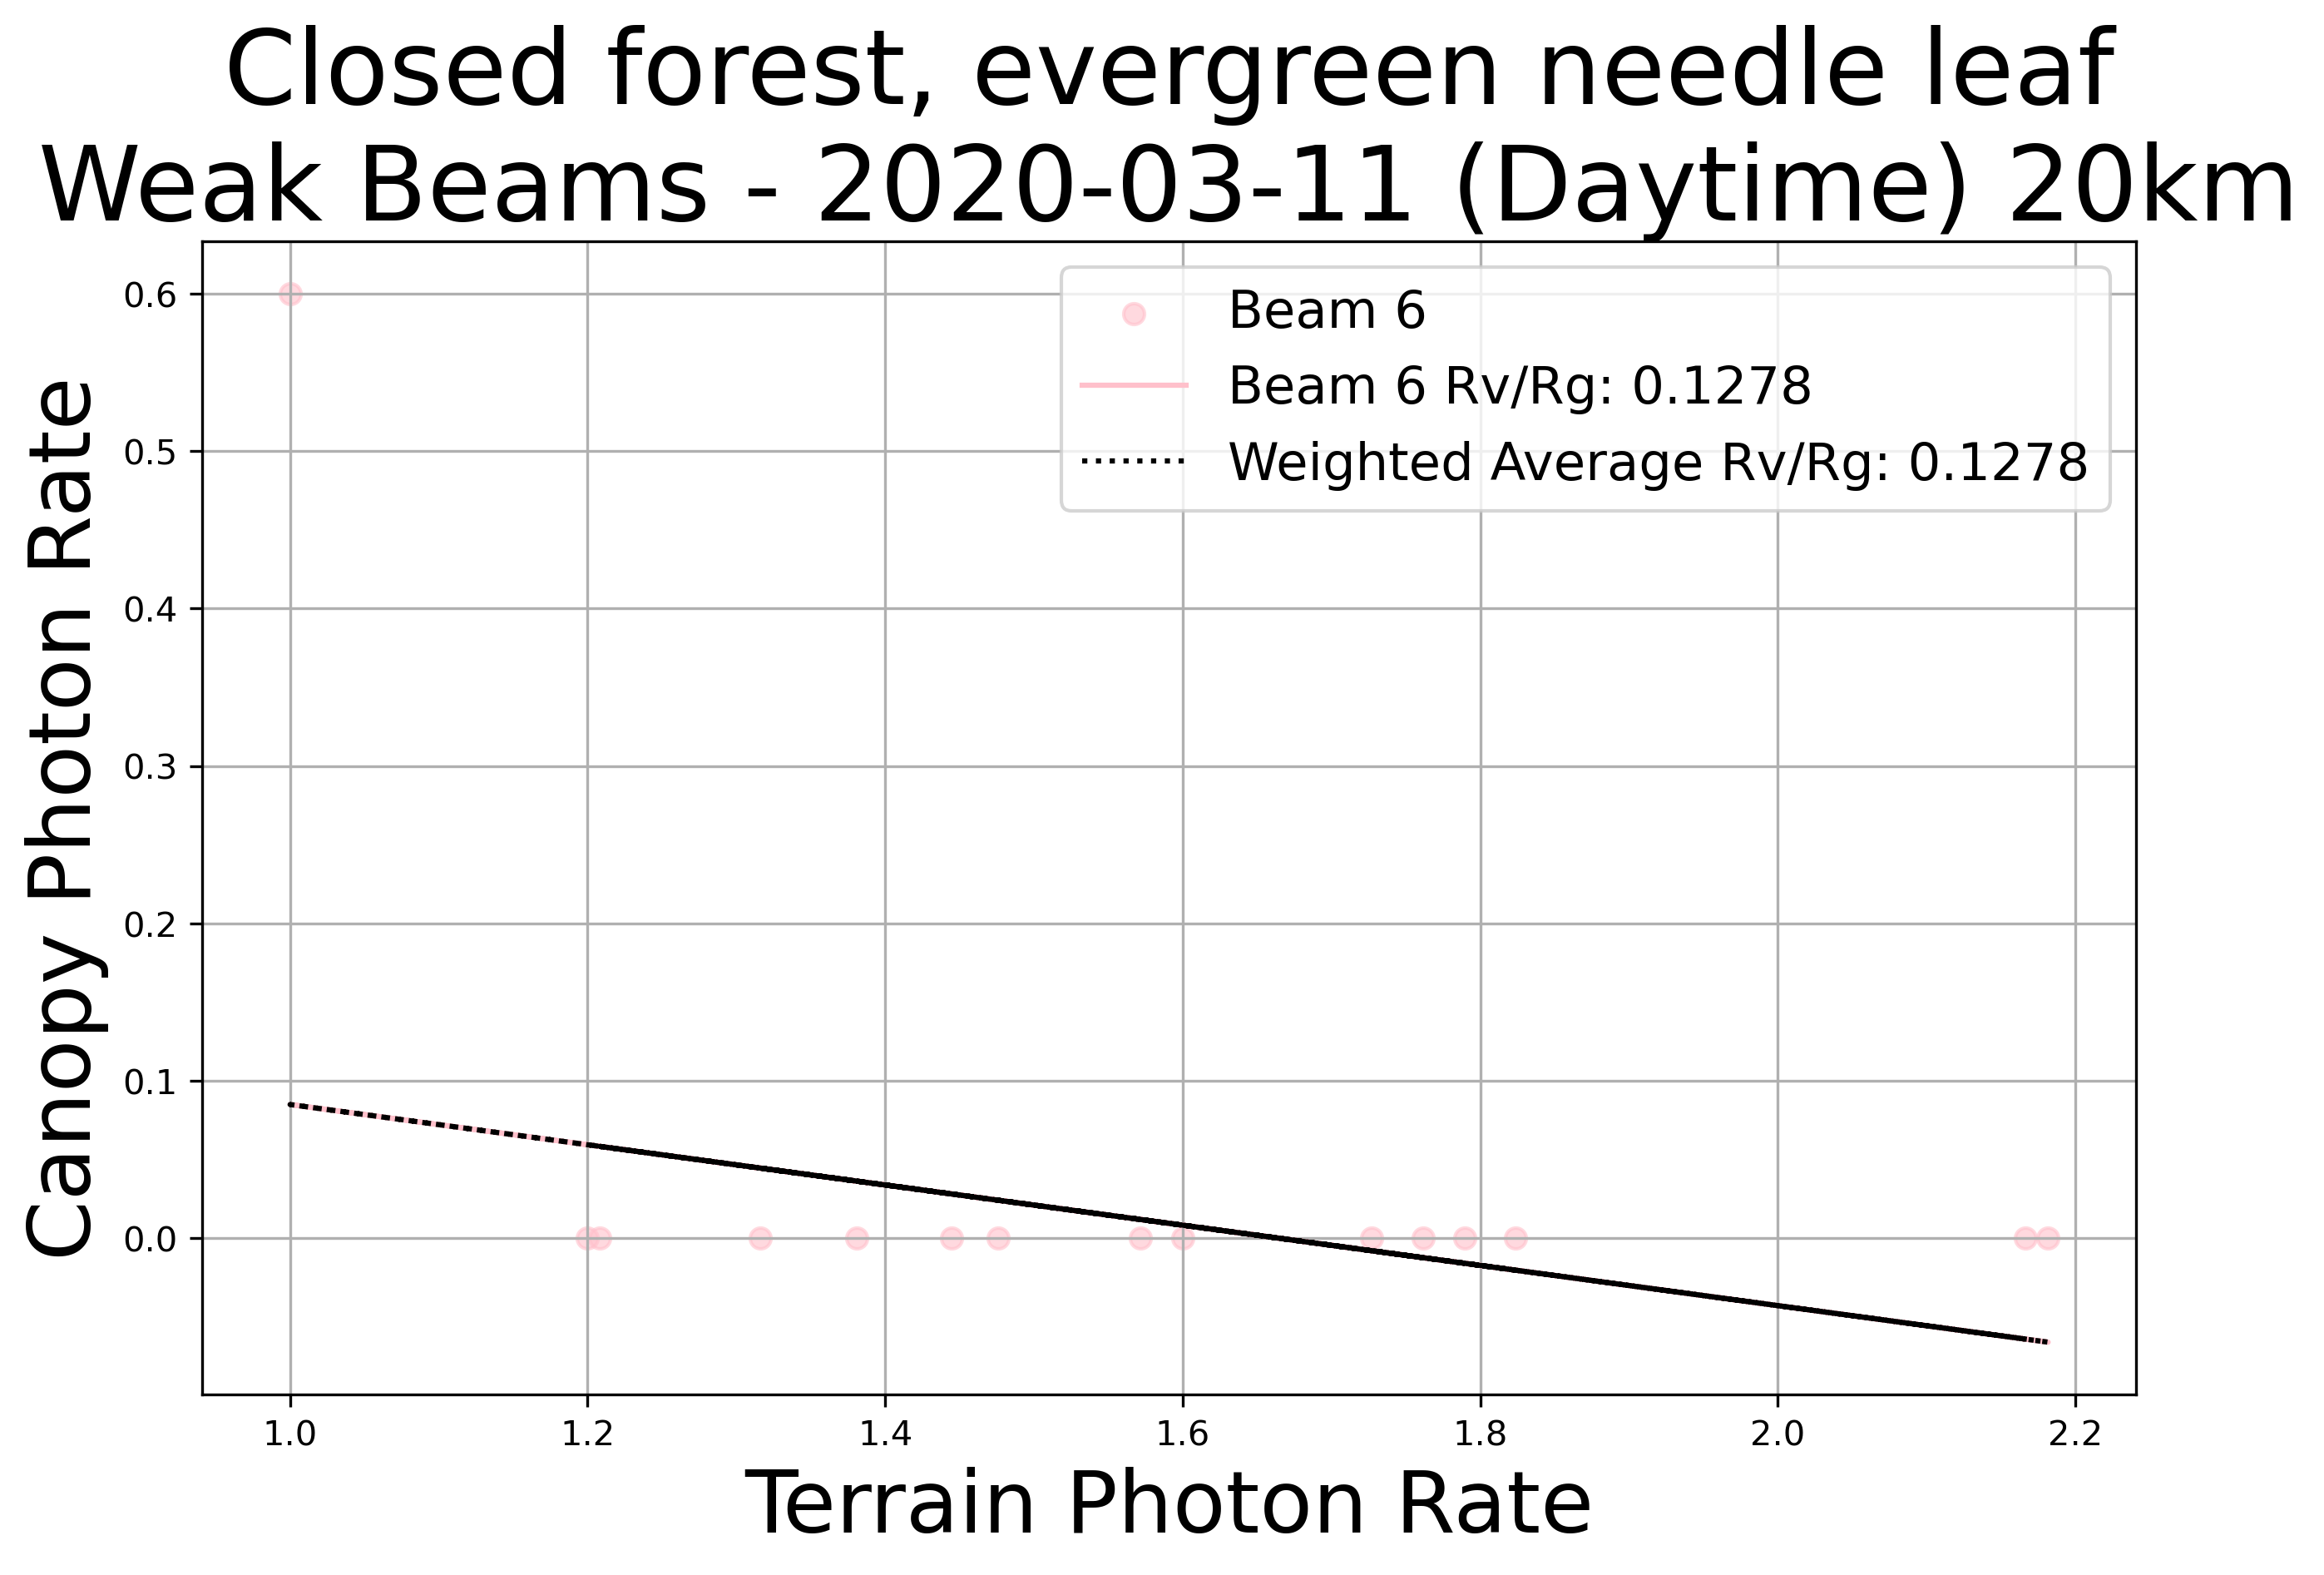 Closed forest, evergreen needle leaf
Weak Beams - 2020-03-11 (Daytime) 20km
Beam 6
Beam 6 Rv/Rg: 0.1278
Weighted Average Rv/Rg: 0.1278
Canopy Photon Rate
0.6
0.5
0.4
0.3
0.2
0.1
0.0
1.0 1.2 1.4 1.6 1.8 2.0 2.2
Terrain Photon Rate